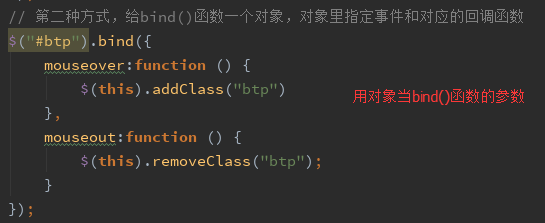 // 第二种方式，给bind()函数一个对象，对象里指定事件和对应的回调函数
$("#btp").bind({
mouseover:function () {
$(this).addClass("btp")
},
用对象当bind()函数的参数
mouseout:function () {
$(this).removeClass("btp");
}
});